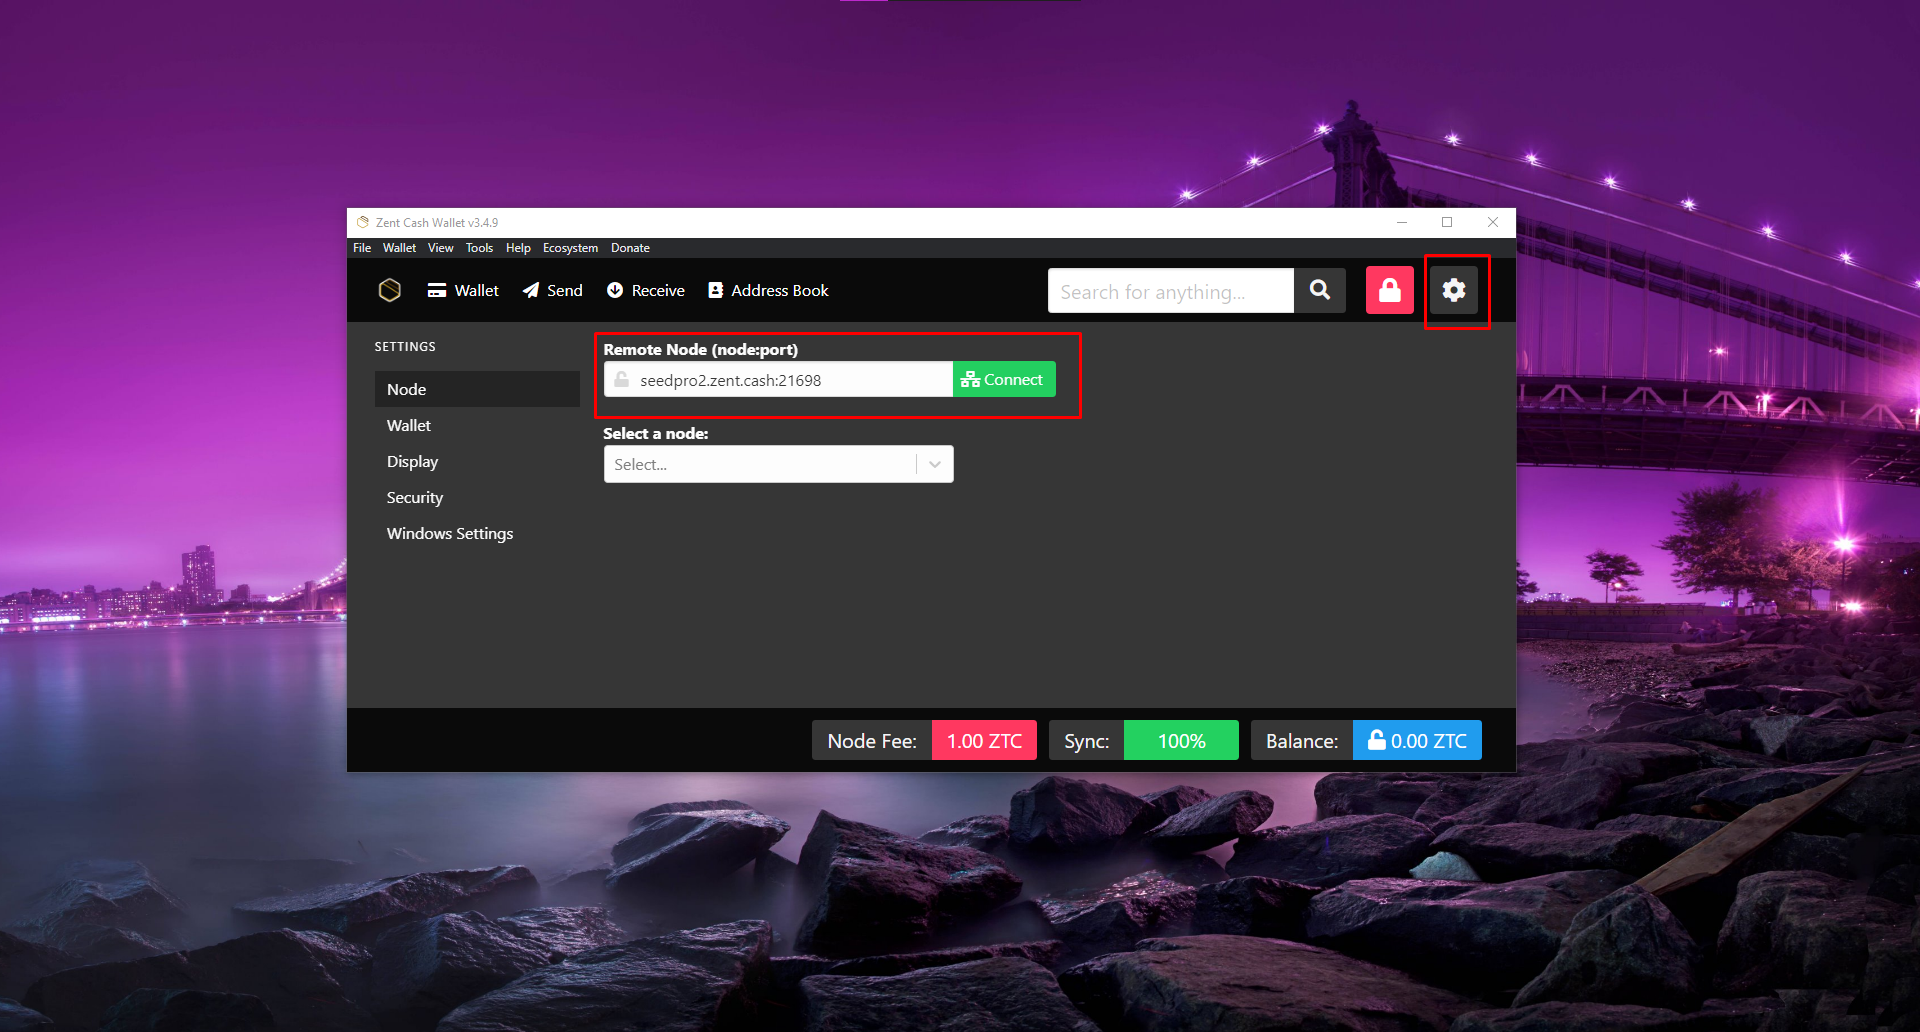 Zent Cash Wallet v3.4.9
File Wallet View Tools Help Ecosystem Donate
Wallet Send Receive Address Book Search for anything...
SETTINGS
Node
Wallet
Display
Security
Windows Settings
Remote Node (node:port)
seedpro2.zent.cash:21698 Connect
Select a node:
Select...
Node Fee: 1.00 ZTC Sync: 100% Balance: 0.00 ZTC